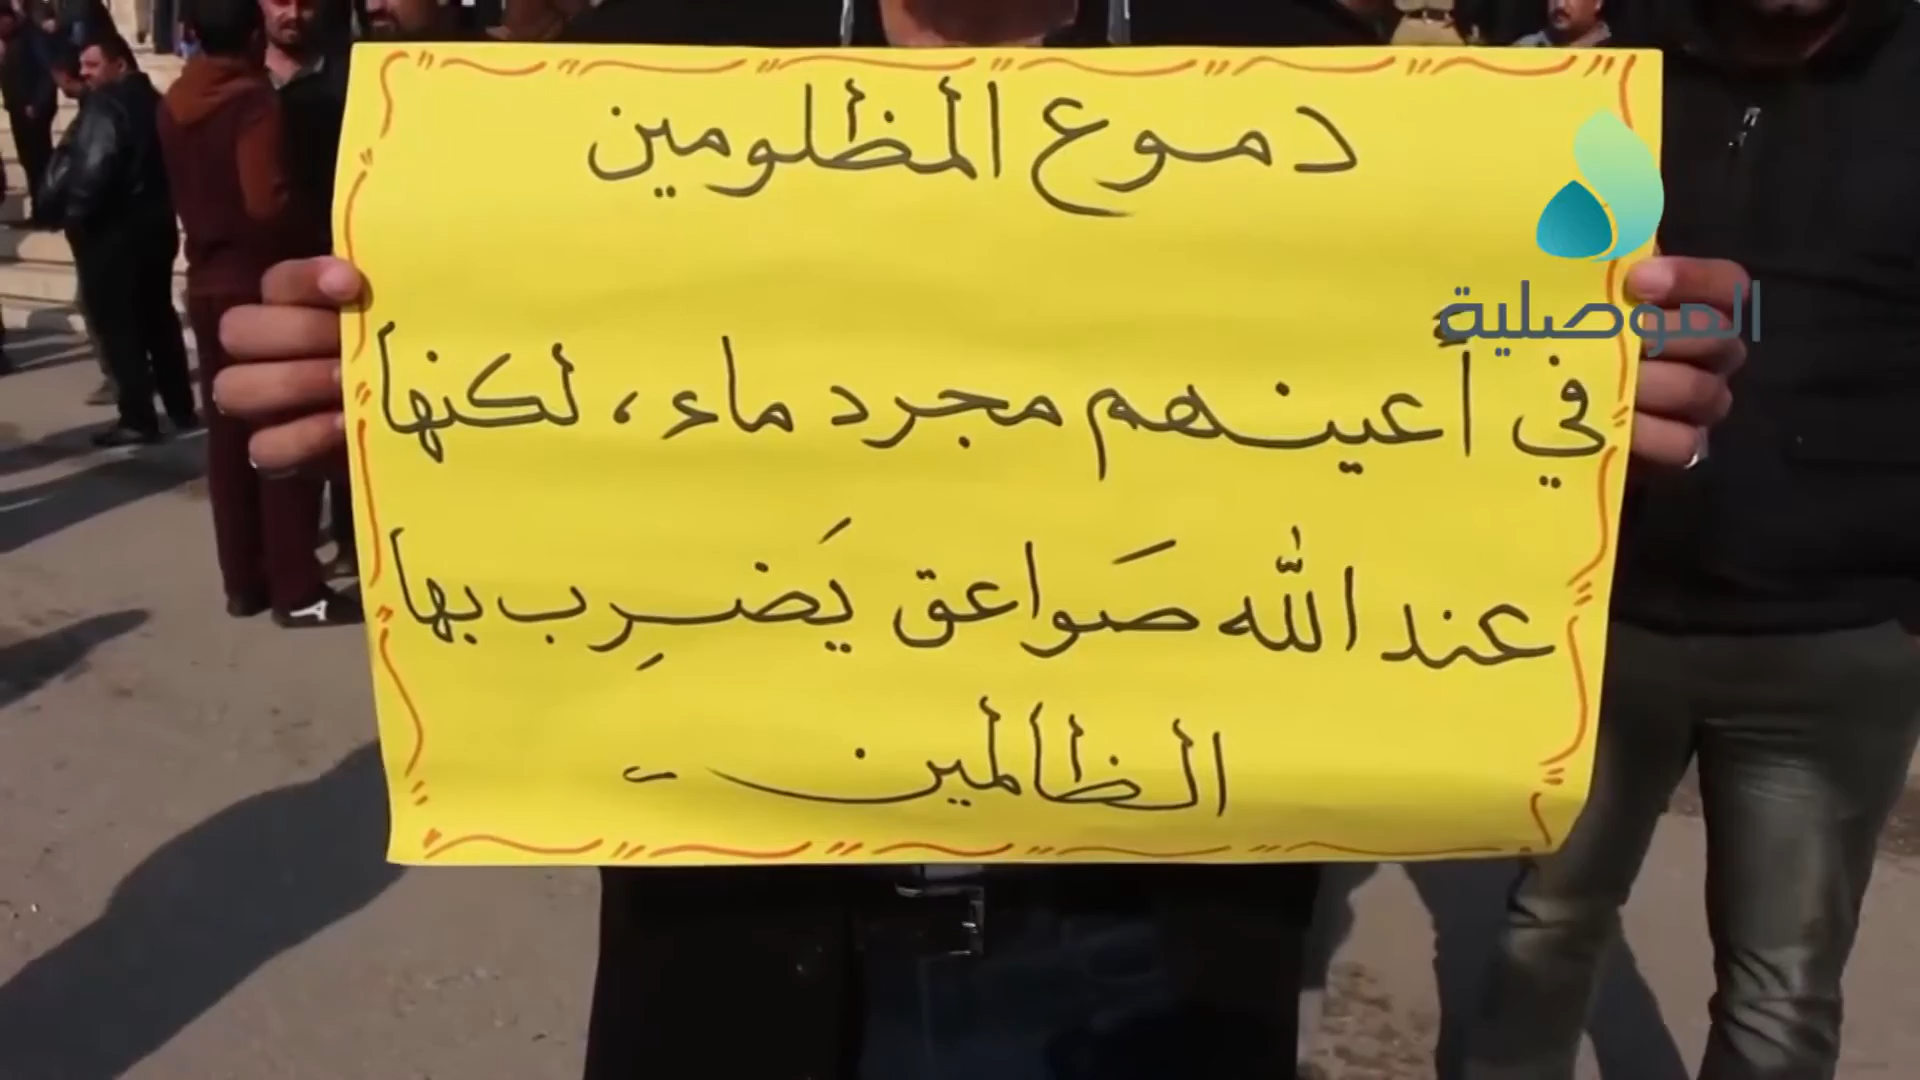 دموع المظلومين
الموصلية
في أعينهم مجرد ماء، لكنها
عند الله صَواعق يَضرِب بها
الظالمين